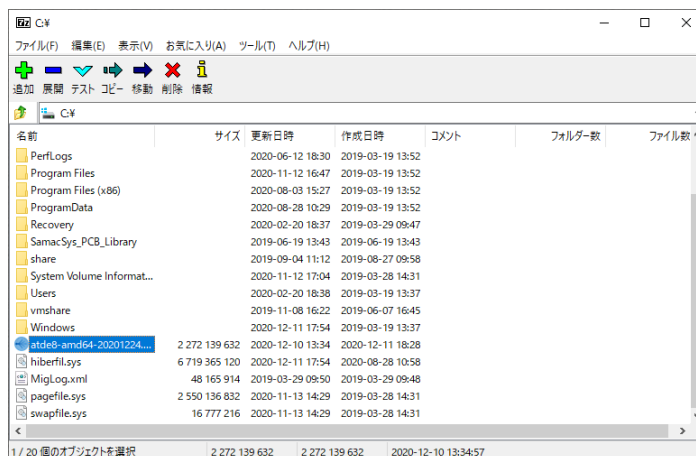 C:¥
ファイル(F) 編集(E) 表示(V) お気に入り(A) ツール(T) ヘルプ(H)
追加 展開 テスト コピー 移動 削除 情報
C:¥
名前 サイズ 更新日時 作成日時 コメント フォルダー数 ファイル数
PerfLogs 2020-06-12 18:30 2019-03-19 13:52
Program Files 2020-11-12 16:47 2019-03-19 13:52
Program Files (x86) 2020-08-03 15:27 2019-03-19 13:52
ProgramData 2020-08-28 10:29 2019-03-19 13:52
Recovery 2020-02-20 18:37 2019-03-29 09:47
SamacSys_PCB_Library 2019-06-19 13:43 2019-06-19 13:43
share 2019-09-04 11:12 2019-08-27 09:58
System Volume Informat... 2020-11-12 17:04 2019-03-28 14:31
Users 2020-02-20 18:38 2019-03-19 13:37
vmshare 2019-11-08 16:22 2019-06-07 16:45
Windows 2020-12-11 17:54 2019-03-19 13:37
atde8-amd64-20201224.... 2 272 139 632 2020-12-10 13:34 2020-12-11 18:28
hiberfil.sys 6 719 365 120 2020-12-11 17:54 2020-08-28 10:58
MigLog.xml 48 165 914 2019-03-29 09:50 2019-03-29 09:48
pagefile.sys 2 550 136 832 2020-11-13 14:29 2019-03-28 14:31
swapfile.sys 16 777 216 2020-11-13 14:29 2019-03-28 14:31
1 / 20 個のオブジェクトを選択 2 272 139 632 2 272 139 632 2020-12-10 13:34:57